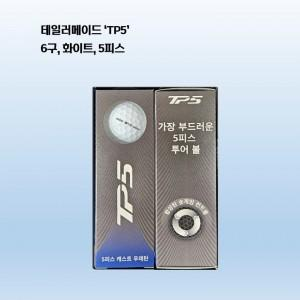 테일러메이드 'TP5'
6구, 화이트, 5피스
TP5
가장 부드러운
5피스
투어 볼
TP5
5피스 캐스트 우레탄